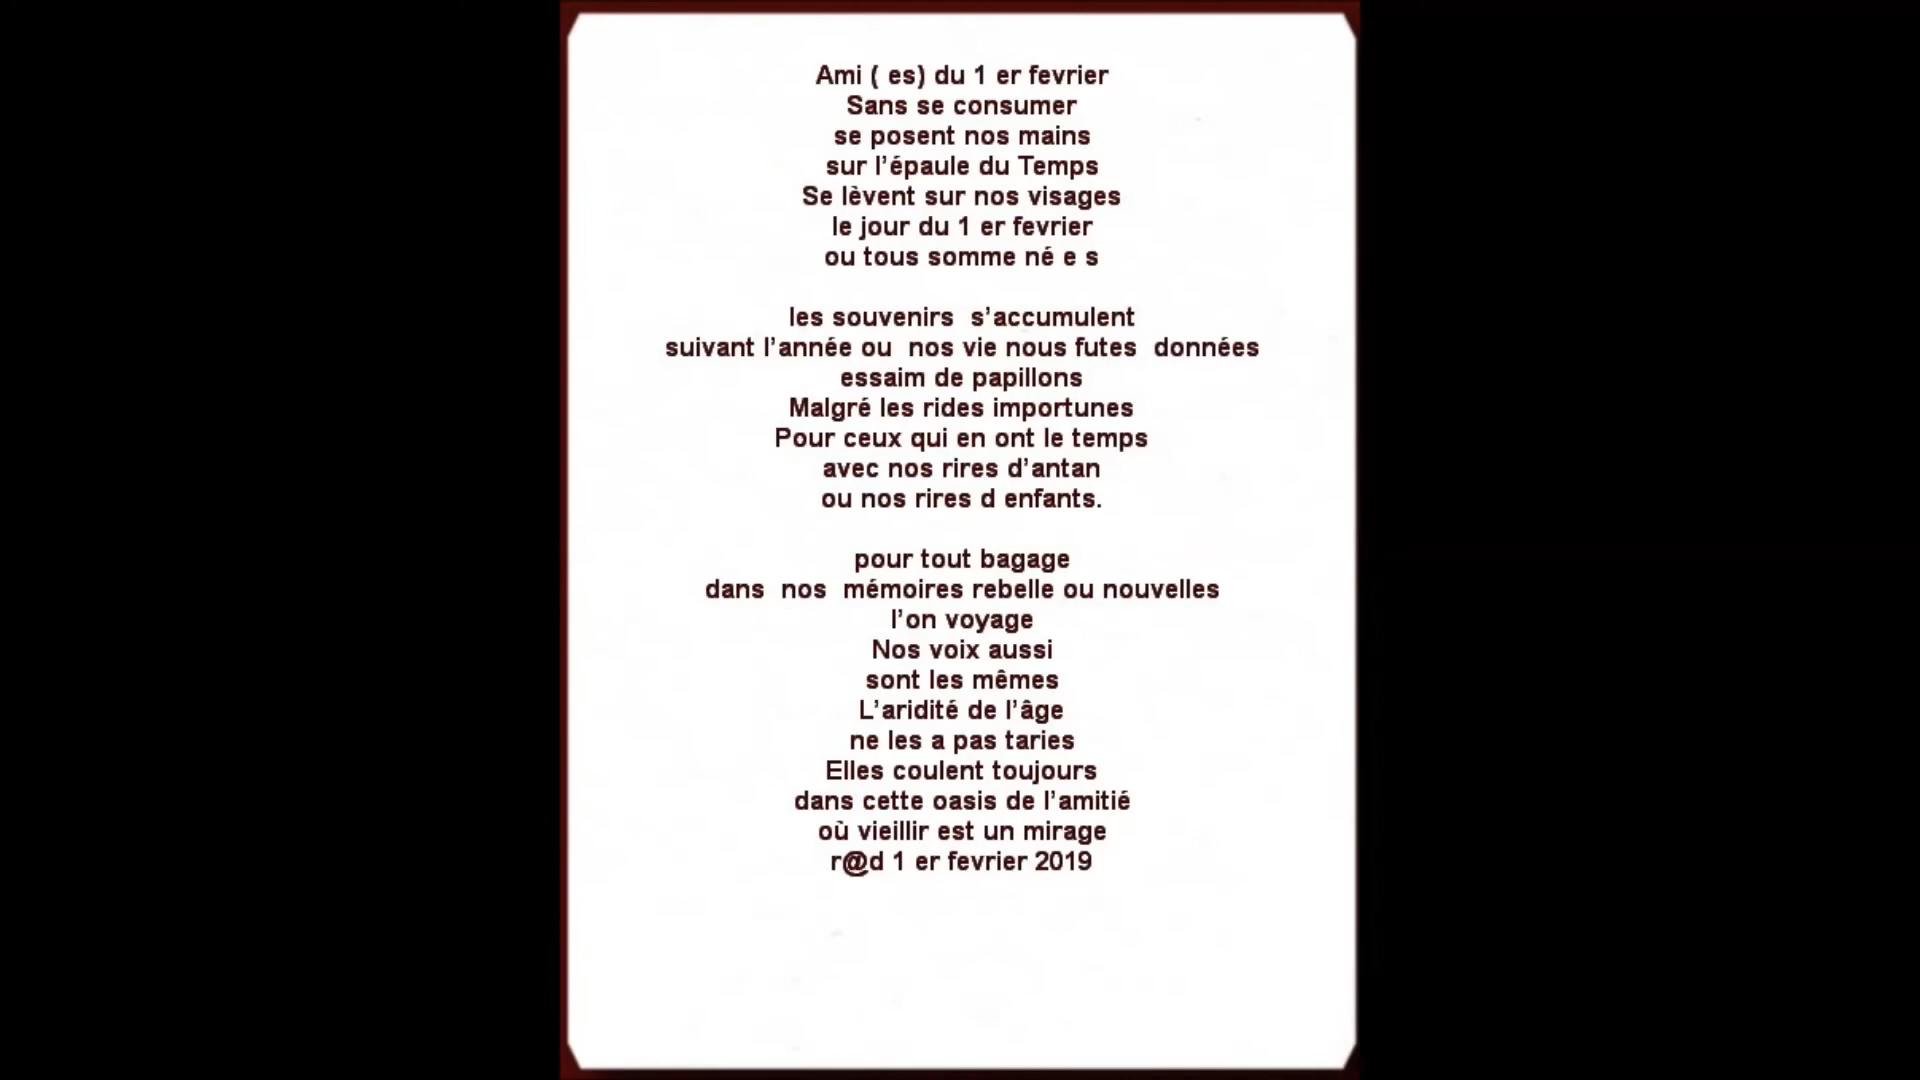 Ami ( es) du 1 er fevrier
Sans se consumer
se posent nos mains
sur l’épaule du Temps
Se lèvent sur nos visages
le jour du 1 er fevrier
ou tous somme né e s
les souvenirs  s’accumulent
suivant l’année ou  nos vie nous futes  données
essaim de papillons
Malgré les rides importunes
Pour ceux qui en ont le temps
avec nos rires d’antan
ou nos rires d enfants.
pour tout bagage
dans  nos  mémoires rebelle ou nouvelles
l’on voyage
Nos voix aussi
sont les mêmes
L’aridité de l’âge
ne les a pas taries
Elles coulent toujours
dans cette oasis de l’amitié
où vieillir est un mirage
r@d 1 er fevrier 2019